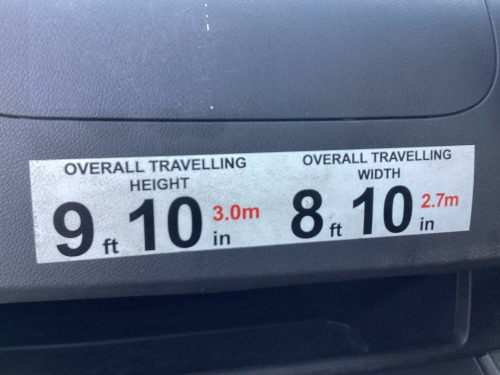 OVERALL TRAVELLING
HEIGHT
9 ft 10 in 3.0m
OVERALL TRAVELLING
WIDTH
8 ft 10 in 2.7m